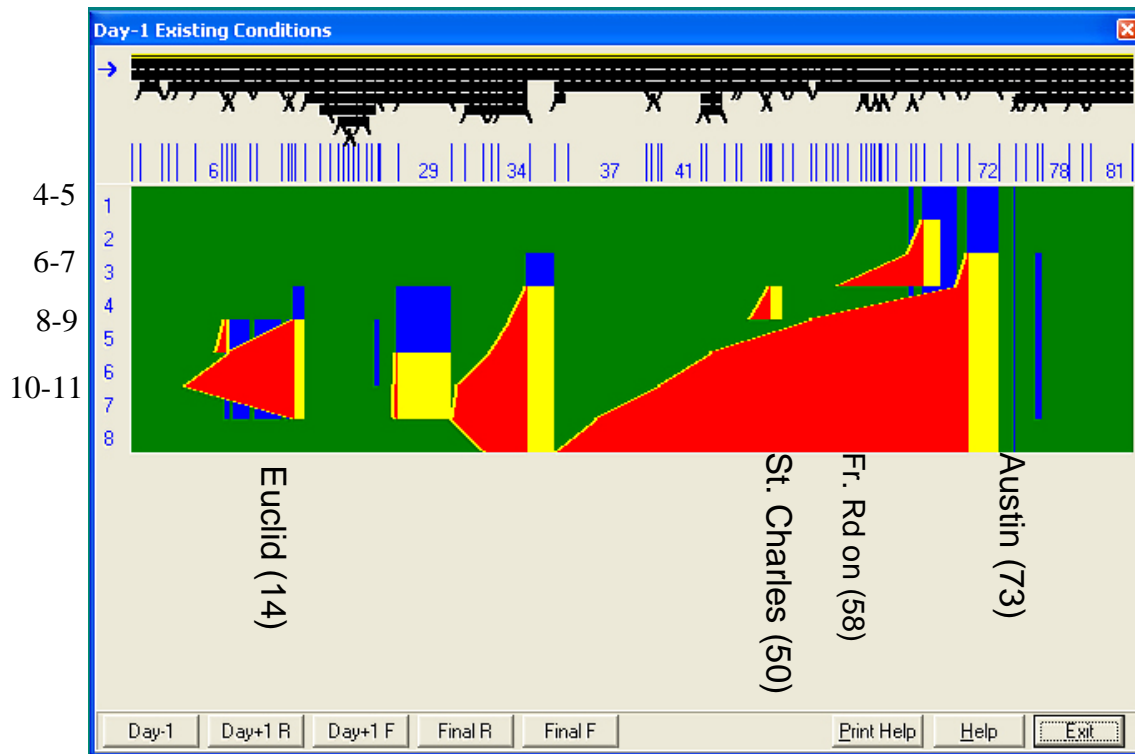 Day-1 Existing Conditions
6 29 34 37 41 72 78 81
4-5 1
2
6-7 3
4
8-9 5
6
10-11 7
8
Euclid (14)
St. Charles (50)
Fr. Rd on (58)
Austin (73)
Day-1 Day+1 R Day+1 F Final R Final F Print Help Help Exit